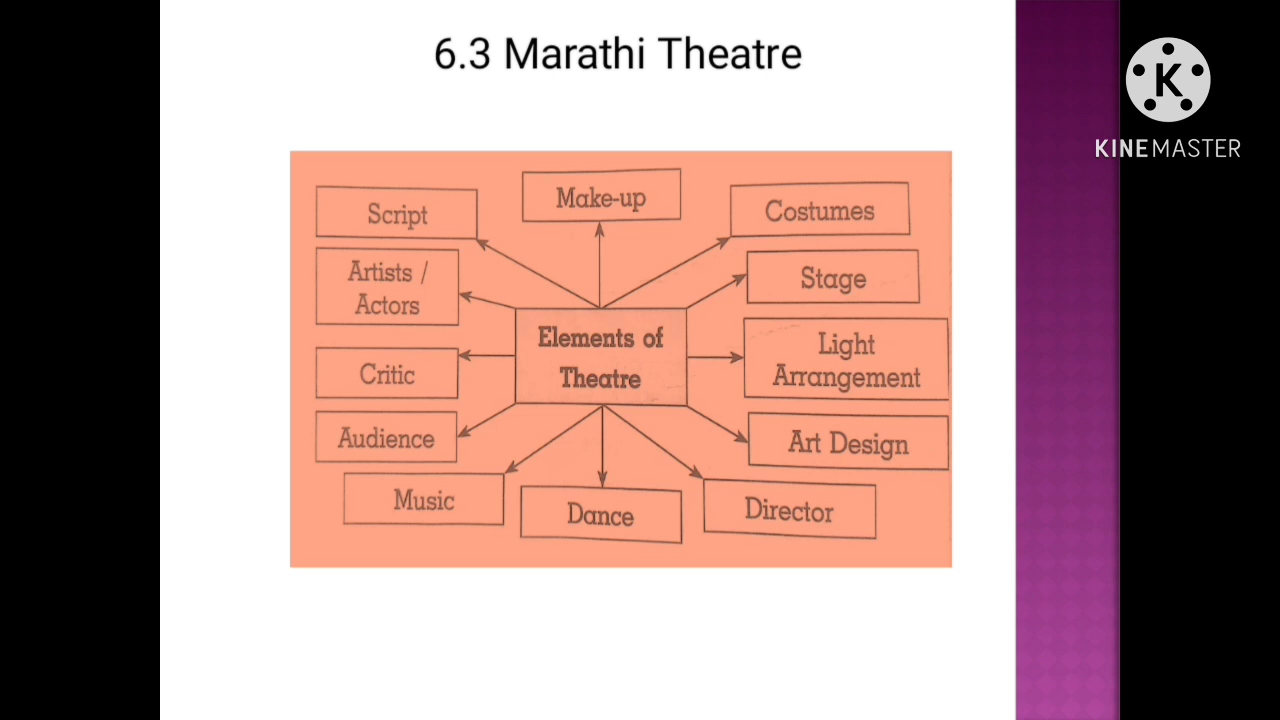 6.3 Marathi Theatre
KINEMASTER
Script
Make-up
Costumes
Artists /
Actors
Stage
Elements of
Theatre
Light
Arrangement
Critic
Audience
Art Design
Music
Dance
Director
K